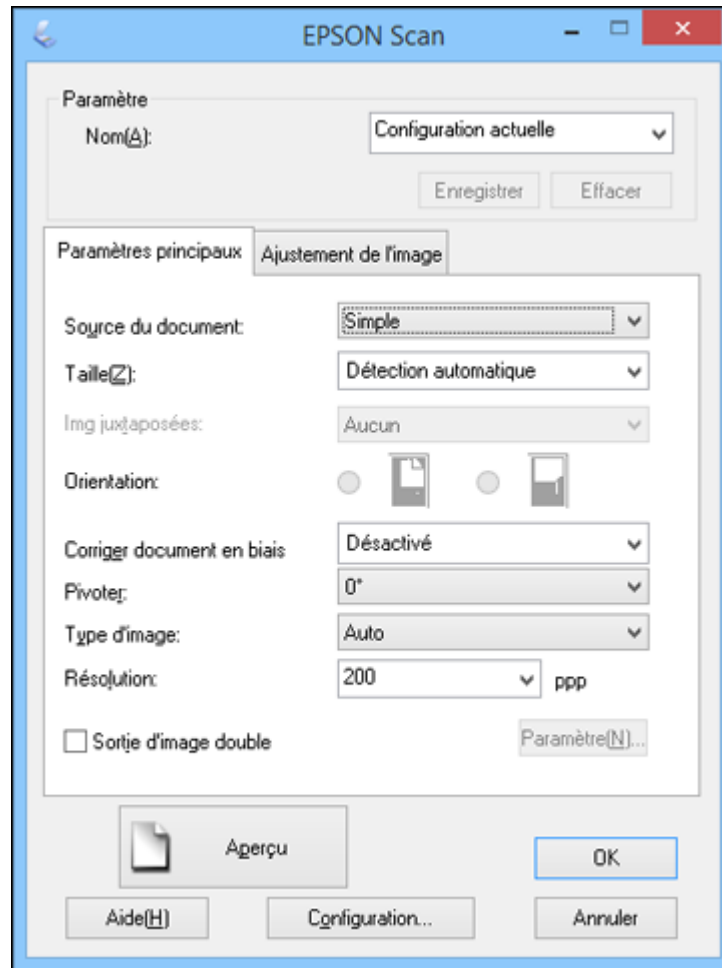 EPSON Scan
Paramètre
Nom(A): Configuration actuelle
Enregistrer Effacer
Paramètres principaux Ajustement de l'image
Source du document: Simple
Taille(Z): Détection automatique
Img juxtaposées: Aucun
Orientation:
Corriger document en biais Désactivé
Pivoter: 0°
Type d'image: Auto
Résolution: 200 ppp
Sortie d'image double Paramètre(N)...
Aperçu
OK
Aide(H) Configuration... Annuler